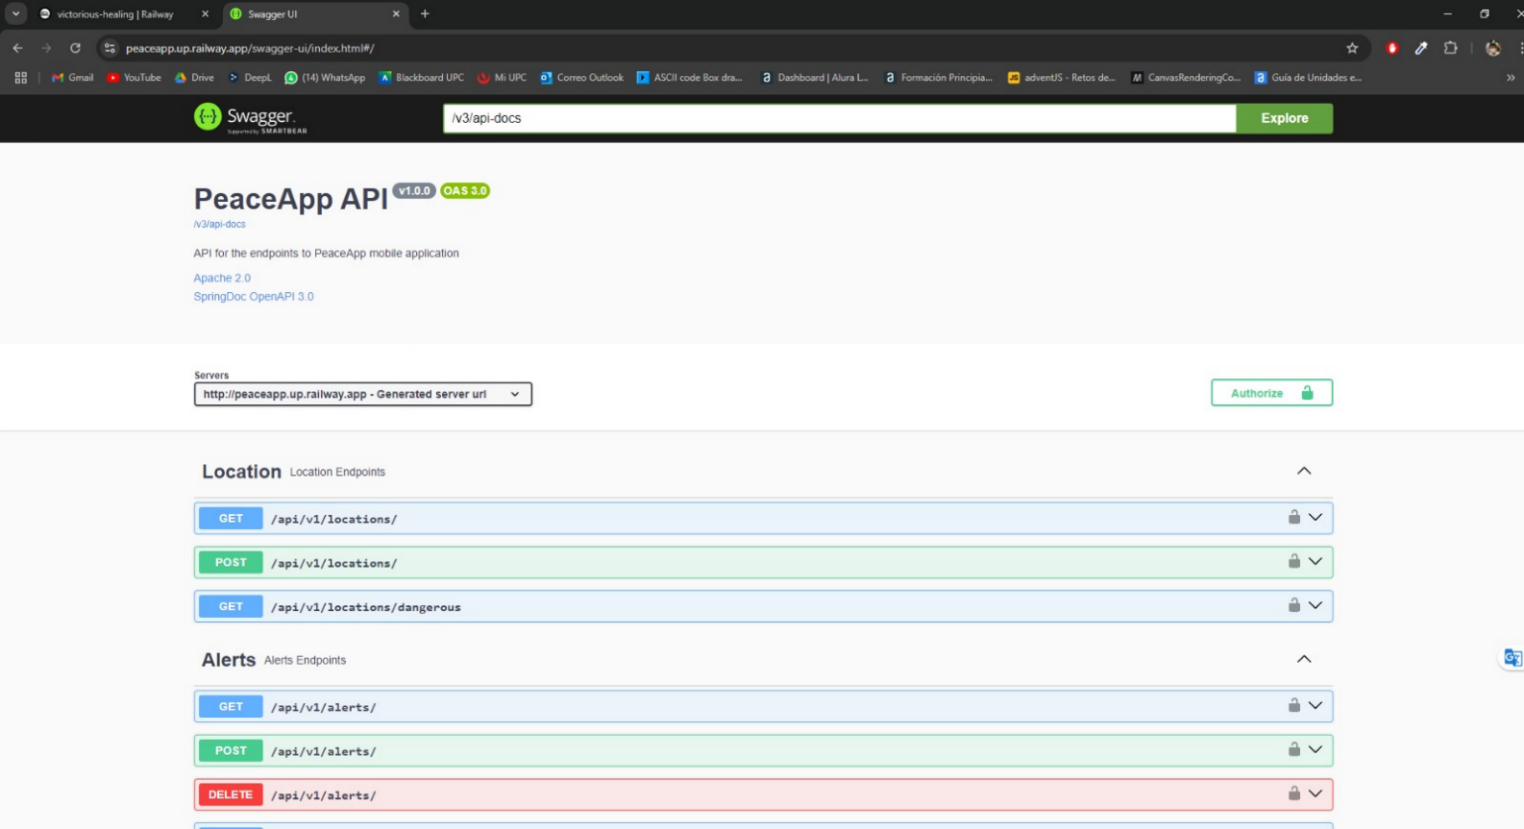 victorious-healing | Railway
Swagger UI
peaceapp.up.railway.app/swagger-ui/index.html#/
Gmail YouTube Drive DeepL (14) WhatsApp Blackboard UPC Mi UPC Correo Outlook ASCII code Box dra... Dashboard | Alura L... Formación Principia... adventJS - Retos de... CanvasRenderingCo... Guía de Unidades e...
Swagger.
Supported by SMARTBEAR
/v3/api-docs
Explore
PeaceApp API v1.0.0 OAS 3.0
/v3/api-docs
API for the endpoints to PeaceApp mobile application
Apache 2.0
SpringDoc OpenAPI 3.0
Servers
http://peaceapp.up.railway.app - Generated server url
Authorize
Location Location Endpoints
GET /api/v1/locations/
POST /api/v1/locations/
GET /api/v1/locations/dangerous
Alerts Alerts Endpoints
GET /api/v1/alerts/
POST /api/v1/alerts/
DELETE /api/v1/alerts/